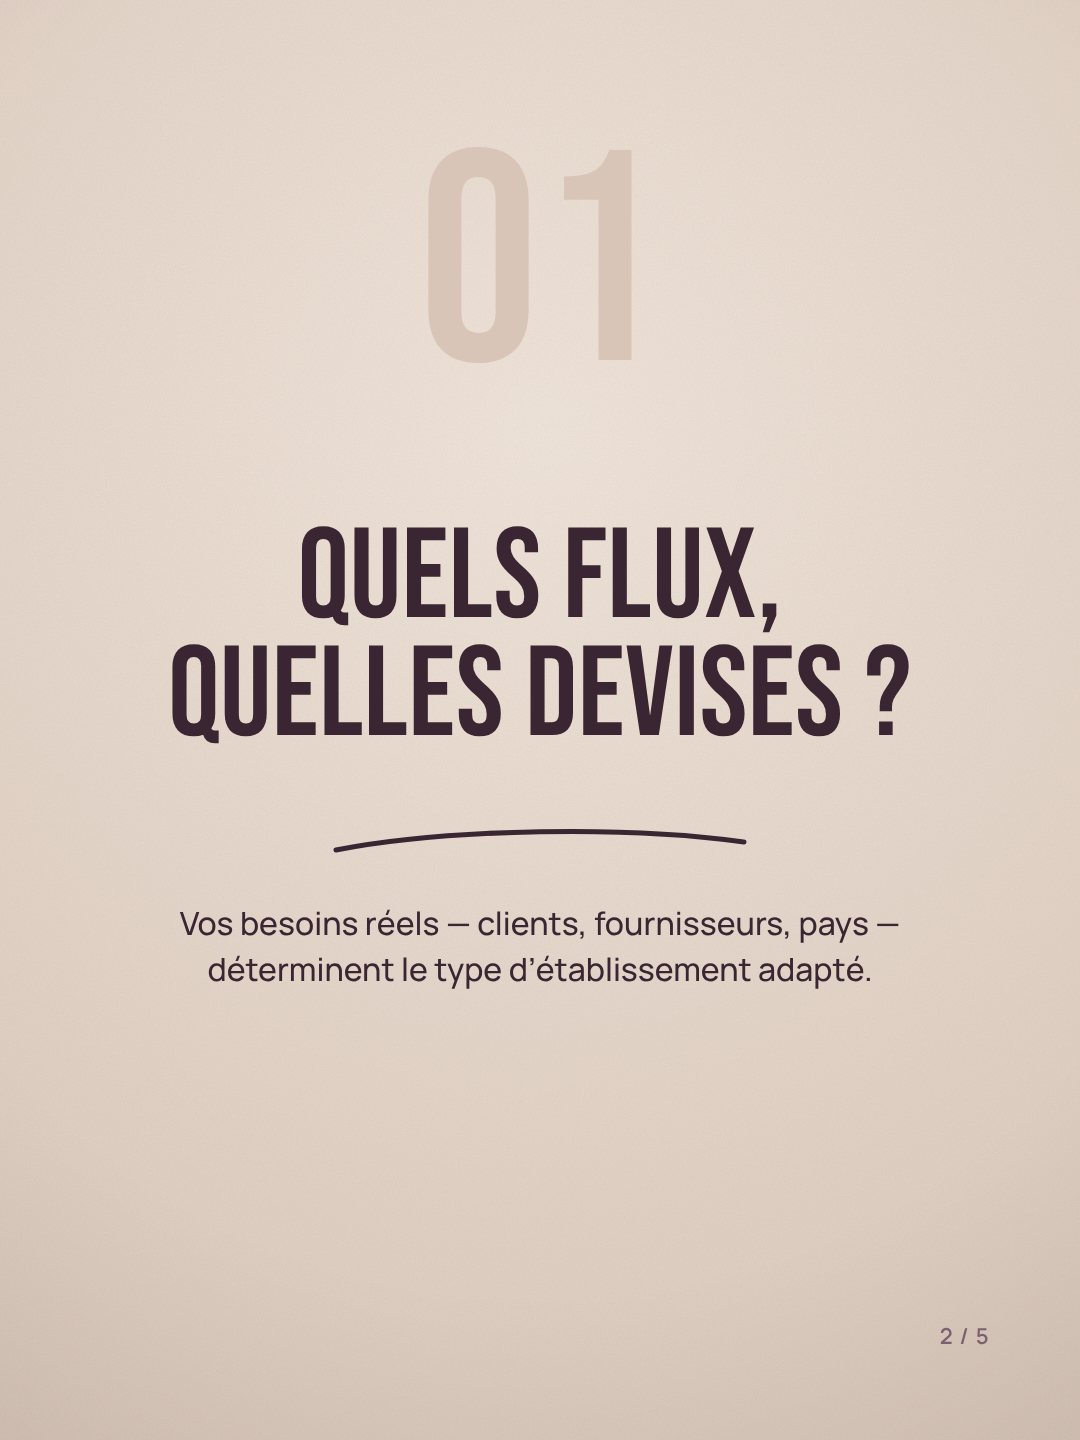 01
QUELS FLUX,
QUELLES DEVISES ?
Vos besoins réels — clients, fournisseurs, pays —
déterminent le type d’établissement adapté.
2 / 5